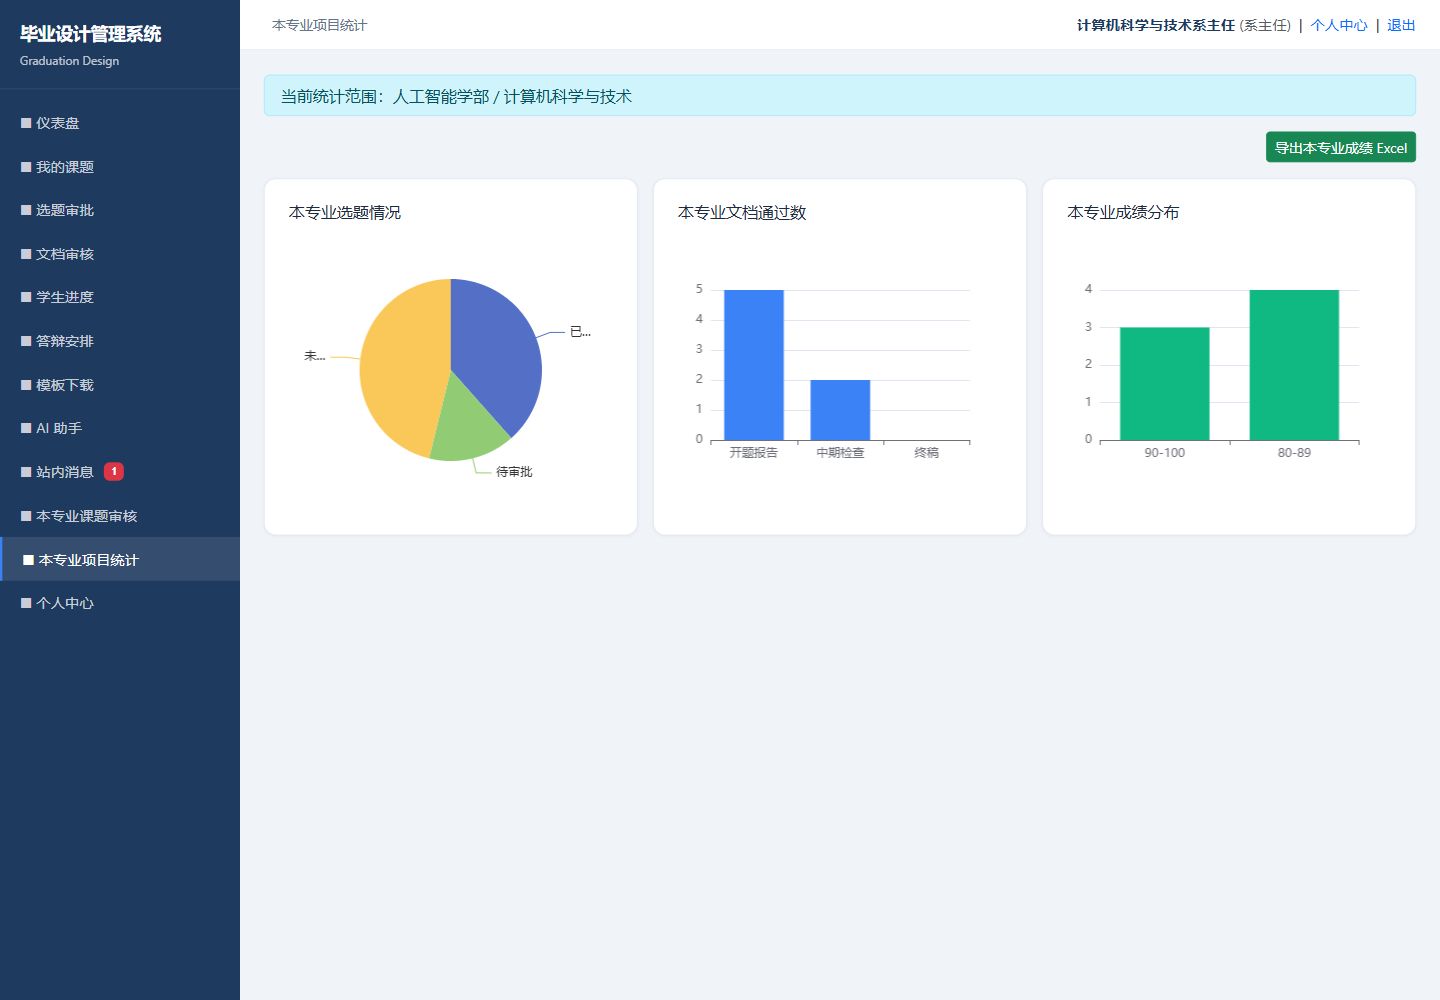 毕业设计管理系统
Graduation Design
仪表盘
我的课题
选题审批
文档审核
学生进度
答辩安排
模板下载
AI 助手
站内消息 1
本专业课题审核
本专业项目统计
个人中心
本专业项目统计
计算机科学与技术系主任 (系主任) | 个人中心 | 退出
当前统计范围：人工智能学部 / 计算机科学与技术
导出本专业成绩 Excel
本专业选题情况
已...
未...
待审批
本专业文档通过数
5
4
3
2
1
0
开题报告 中期检查 终稿
本专业成绩分布
4
3
2
1
0
90-100 80-89